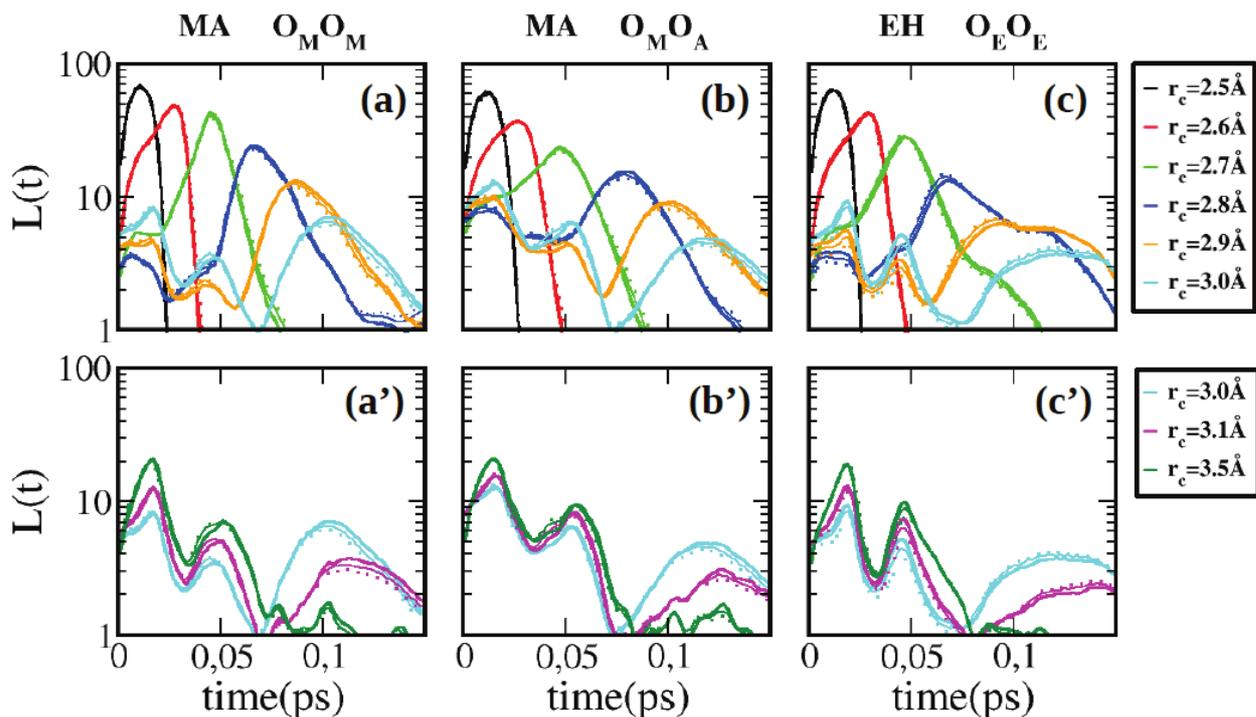 MA O_MO_M MA O_MO_A EH O_EO_E
100
10
1
L(t)
(a) (b) (c)
r_c=2.5Å
r_c=2.6Å
r_c=2.7Å
r_c=2.8Å
r_c=2.9Å
r_c=3.0Å
100
10
1
L(t)
(a’) (b’) (c’)
r_c=3.0Å
r_c=3.1Å
r_c=3.5Å
0 0,05 0,1 0 0,05 0,1 0 0,05 0,1
time(ps) time(ps) time(ps)